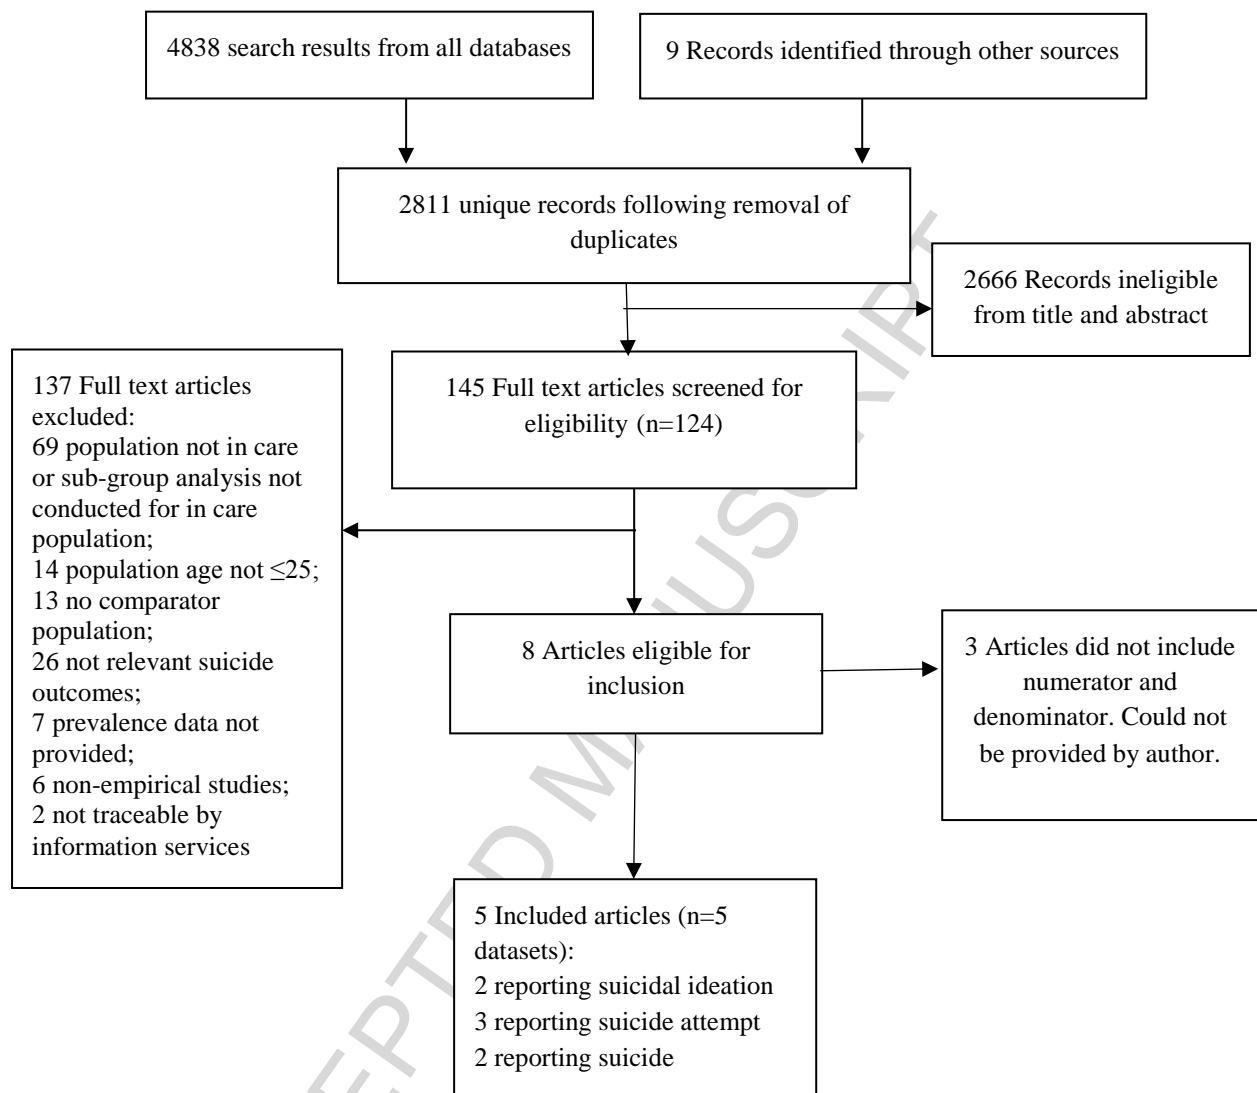 4838 search results from all databases
9 Records identified through other sources
2811 unique records following removal of
duplicates
2666 Records ineligible
from title and abstract
145 Full text articles screened for
eligibility (n=124)
137 Full text articles
excluded:
69 population not in care
or sub-group analysis not
conducted for in care
population;
14 population age not ≤25;
13 no comparator
population;
26 not relevant suicide
outcomes;
7 prevalence data not
provided;
6 non-empirical studies;
2 not traceable by
information services
8 Articles eligible for
inclusion
3 Articles did not include
numerator and
denominator. Could not
be provided by author.
5 Included articles (n=5
datasets):
2 reporting suicidal ideation
3 reporting suicide attempt
2 reporting suicide
EPTED MANUSCRIPT